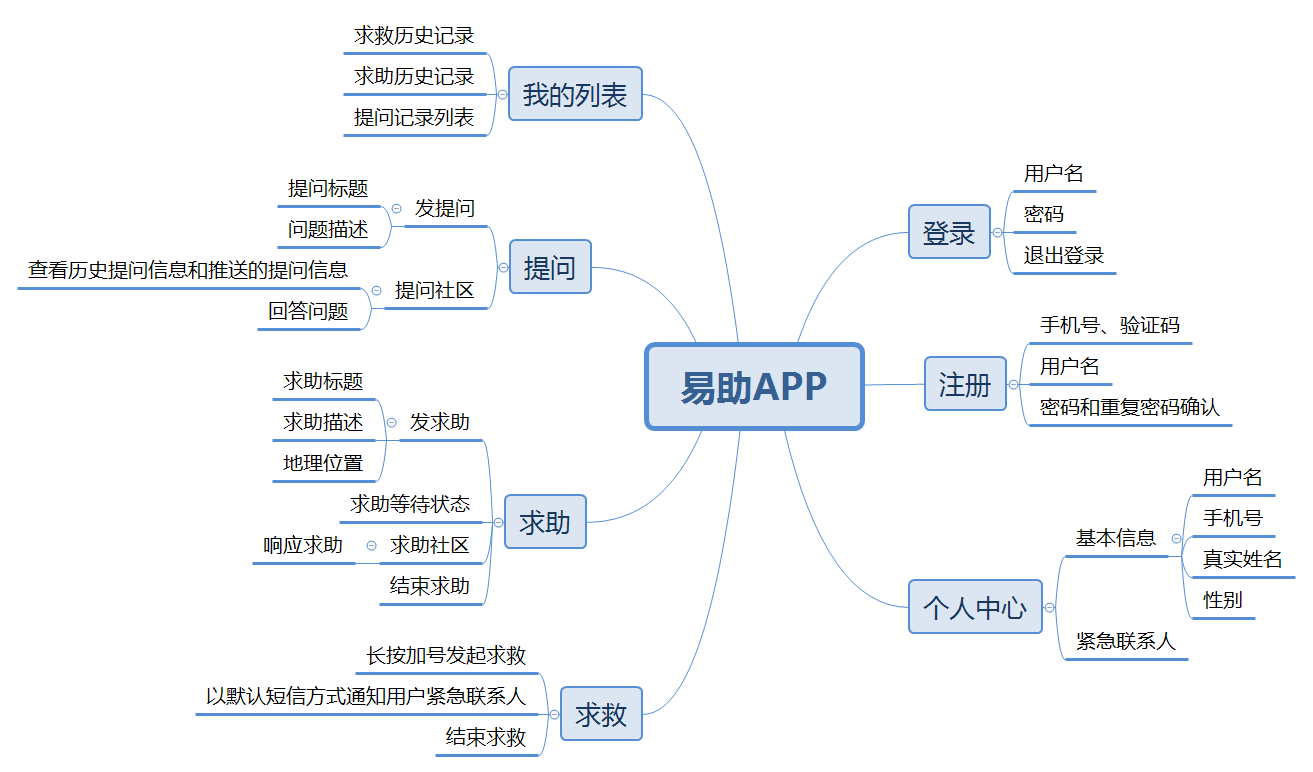 易助APP
我的列表
求救历史记录
求助历史记录
提问记录列表
提问
发提问
提问标题
问题描述
提问社区
查看历史提问信息和推送的提问信息
回答问题
求助
发求助
求助标题
求助描述
地理位置
求助等待状态
求助社区
响应求助
结束求助
求救
长按加号发起求救
以默认短信方式通知用户紧急联系人
结束求救
登录
用户名
密码
退出登录
注册
手机号、验证码
用户名
密码和重复密码确认
个人中心
基本信息
用户名
手机号
真实姓名
性别
紧急联系人